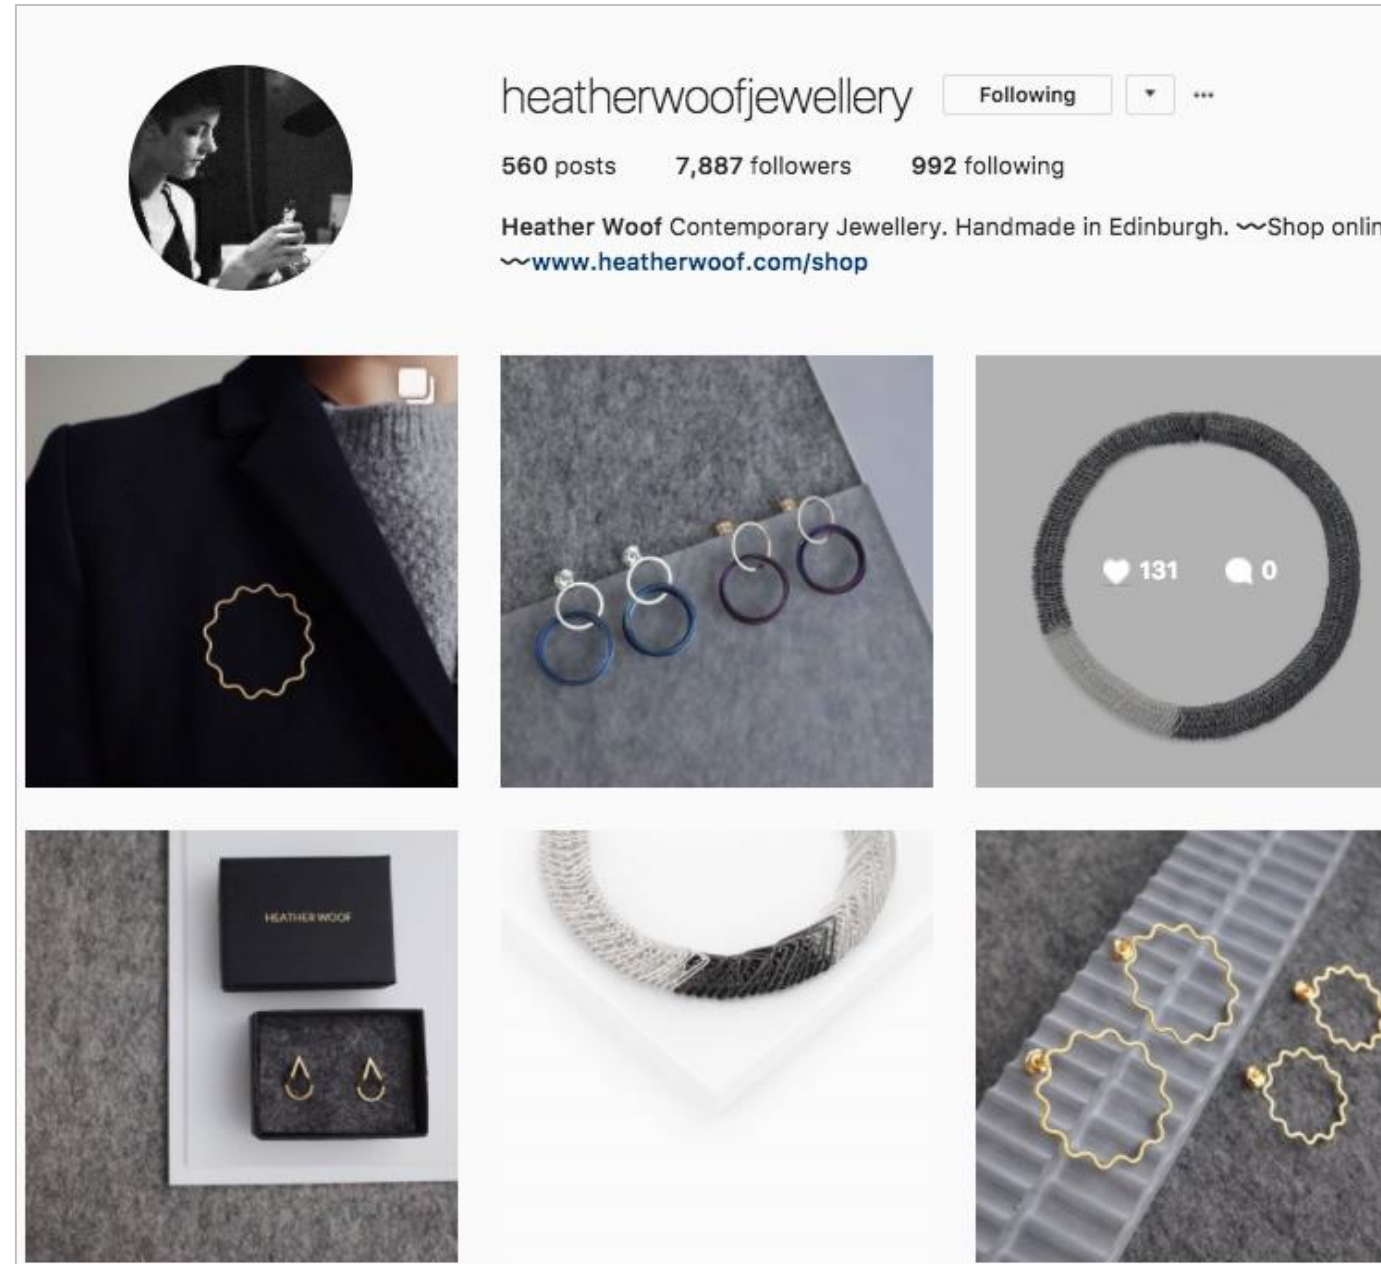 heatherwoofjewellery Following
560 posts 7,887 followers 992 following
Heather Woof Contemporary Jewellery. Handmade in Edinburgh. 〰Shop onlin
〰www.heatherwoof.com/shop
131 0
HEATHER WOOF